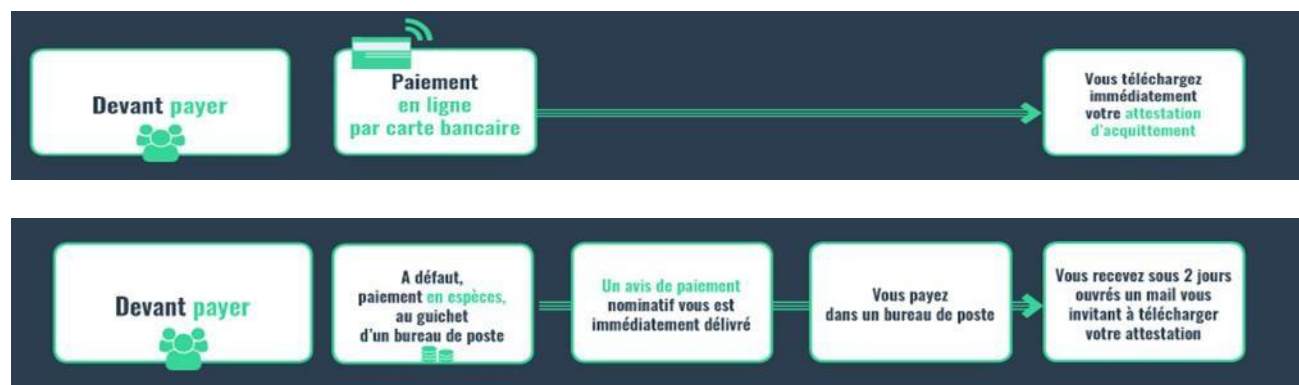 Devant payer
Paiement
en ligne
par carte bancaire
Vous téléchargez
immédiatement
votre attestation
d'acquittement
Devant payer
A défaut,
paiement en espèces,
au guichet
d'un bureau de poste
Un avis de paiement
nominatif vous est
immédiatement délivré
Vous payez
dans un bureau de poste
Vous recevez sous 2 jours
ouvrés un mail vous
invitant à télécharger
votre attestation